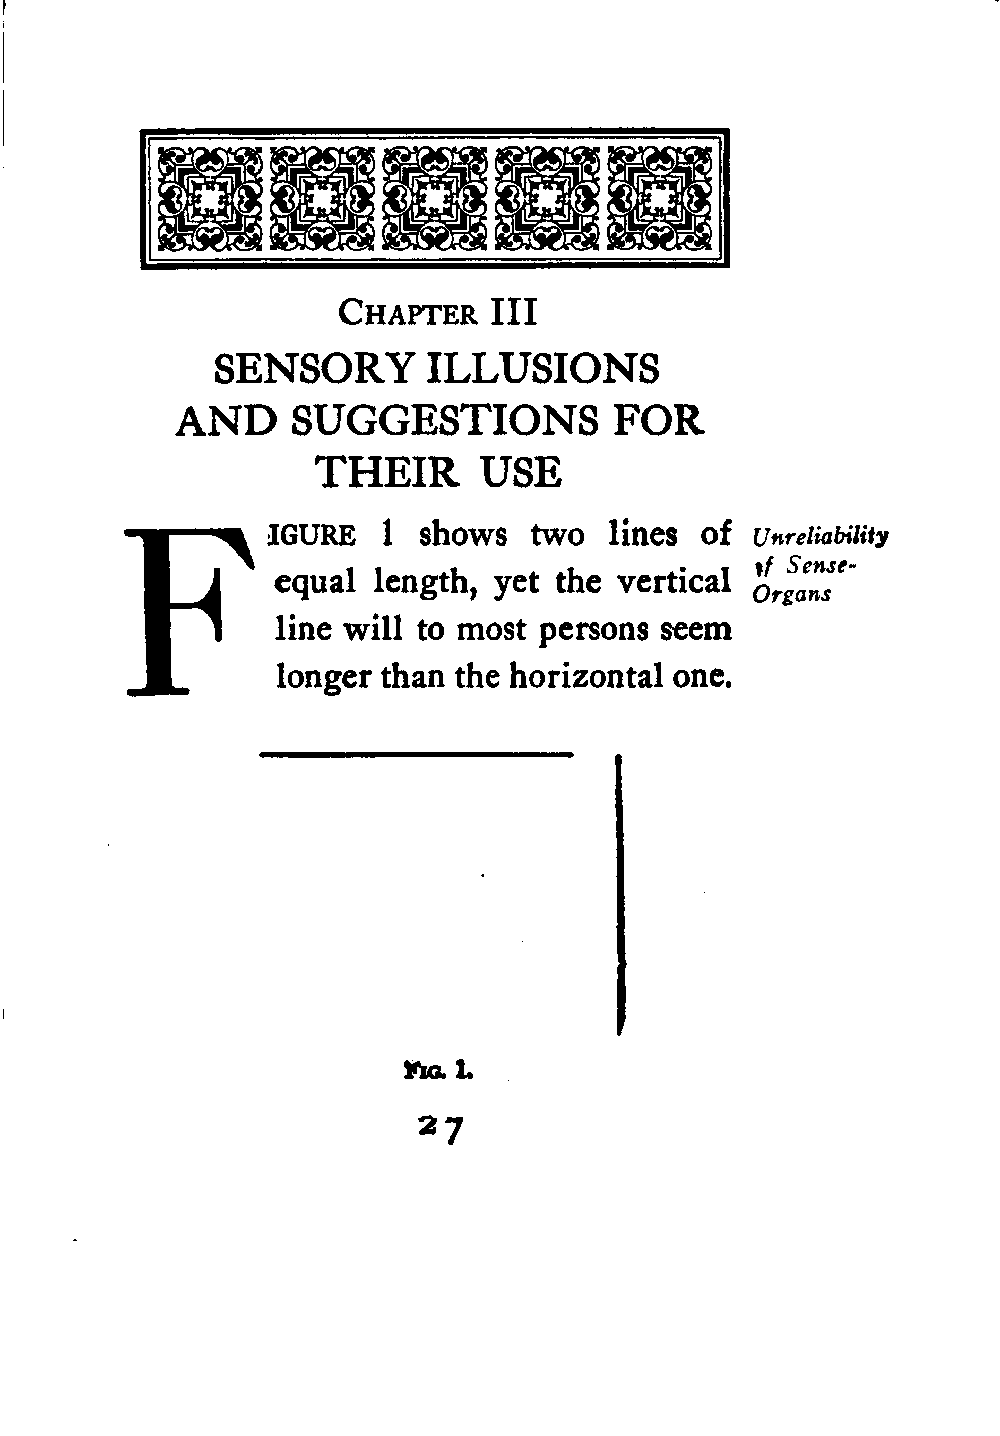 CHAPTER III
SENSORY ILLUSIONS
AND SUGGESTIONS FOR
THEIR USE
FIGURE 1 shows two lines of
equal length, yet the vertical
line will to most persons seem
longer than the horizontal one.
Unreliability
of Sense-
Organs
FIG. 1.
27